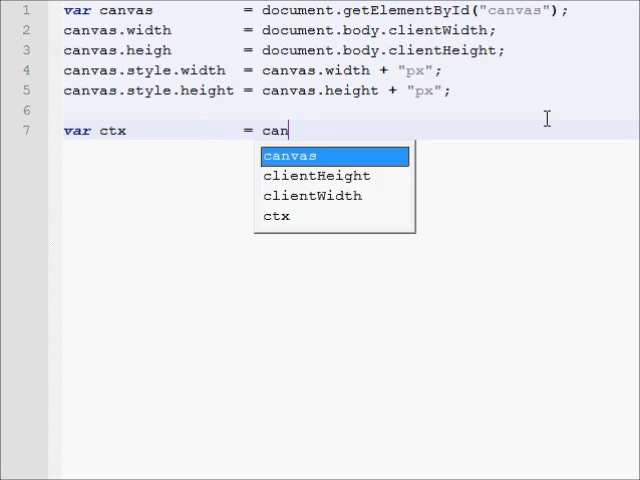 1 var canvas = document.getElementById("canvas");
2 canvas.width = document.body.clientWidth;
3 canvas.heigh = document.body.clientHeight;
4 canvas.style.width = canvas.width + "px";
5 canvas.style.height = canvas.height + "px";
6
7 var ctx = can
canvas
clientHeight
clientWidth
ctx